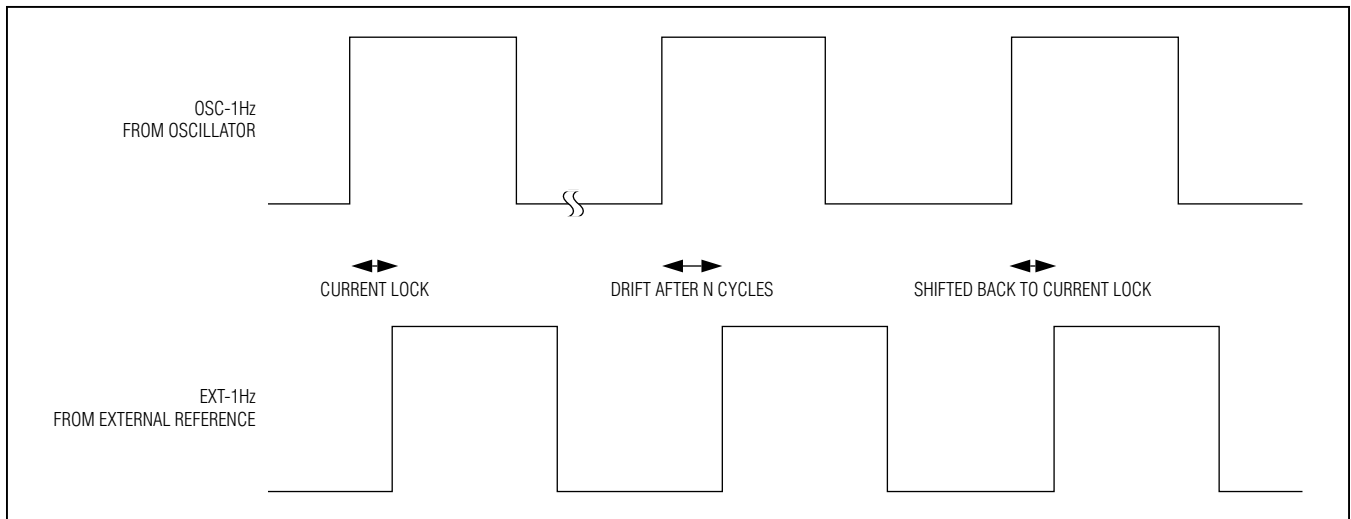 OSC-1Hz
FROM OSCILLATOR
CURRENT LOCK
DRIFT AFTER N CYCLES
SHIFTED BACK TO CURRENT LOCK
EXT-1Hz
FROM EXTERNAL REFERENCE